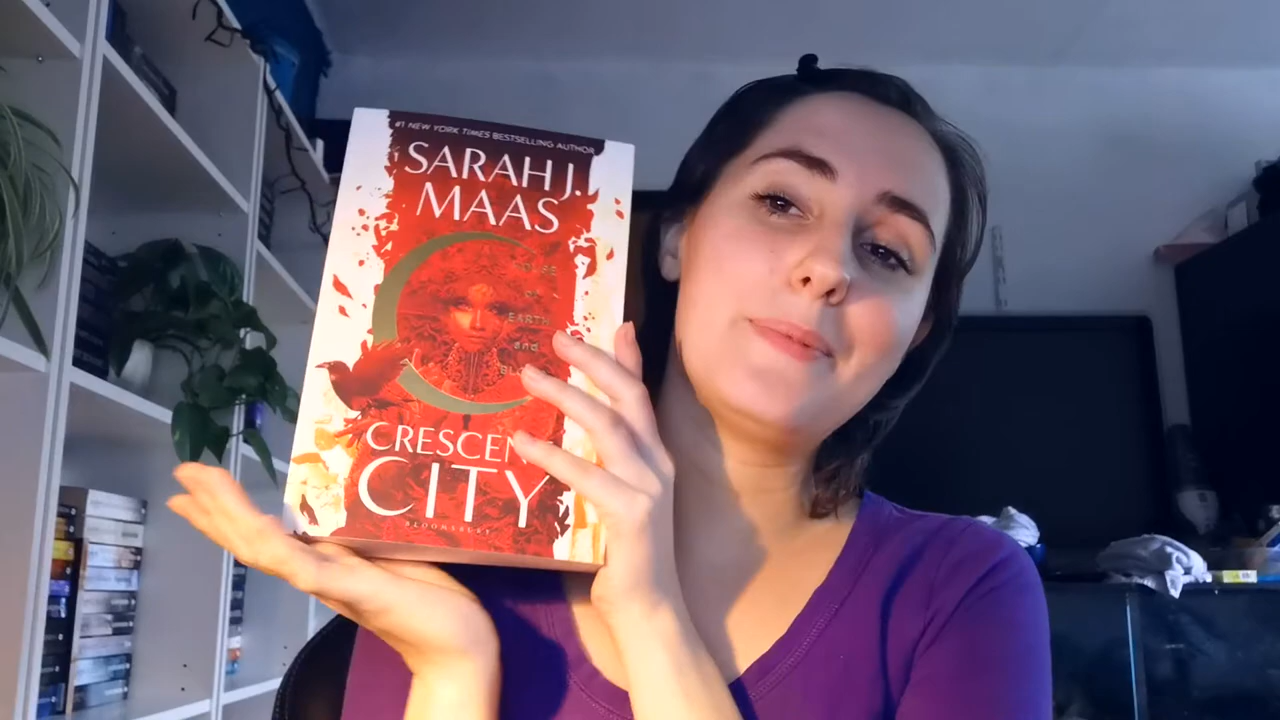 #1 NEW YORK TIMES BESTSELLING AUTHOR
SARAH J.
MAAS
EARTH
and
CRESCEN
CITY
BLOOMSBURY